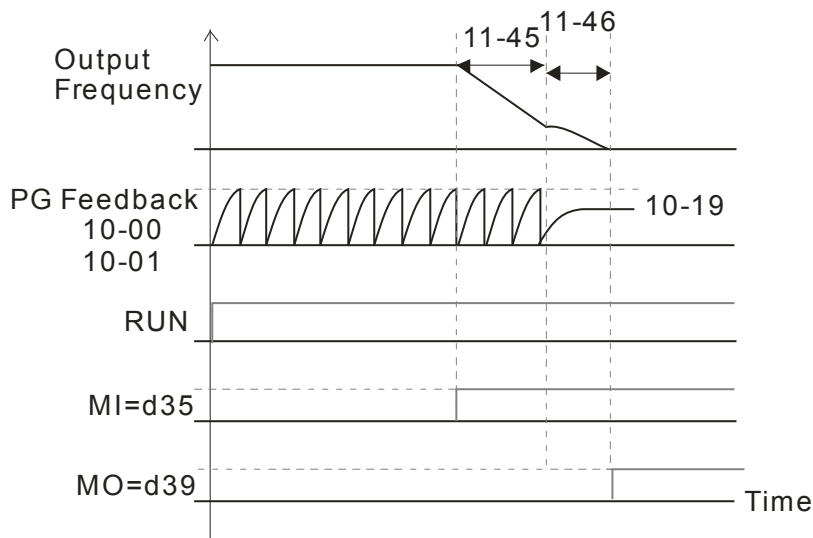 11-45
11-46
Output
Frequency
PG Feedback
10-00
10-01
10-19
RUN
MI=d35
MO=d39
Time